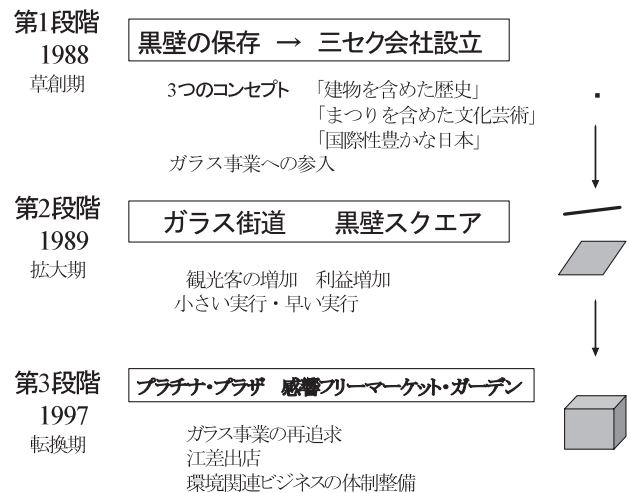 第1段階
1988
草創期
黒壁の保存 → 三セク会社設立
3つのコンセプト 「建物を含めた歴史」
「まつりを含めた文化芸術」
「国際性豊かな日本」
ガラス事業への参入
第2段階
1989
拡大期
ガラス街道 黒壁スクエア
観光客の増加 利益増加
小さい実行・早い実行
第3段階
1997
転換期
プラチナ・プラザ 感響フリーマーケット・ガーデン
ガラス事業の再追求
江差出店
環境関連ビジネスの体制整備